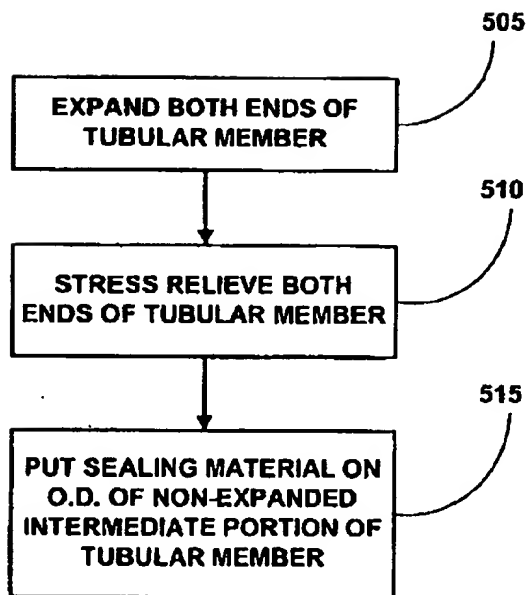 505
EXPAND BOTH ENDS OF
TUBULAR MEMBER
510
STRESS RELIEVE BOTH
ENDS OF TUBULAR MEMBER
515
PUT SEALING MATERIAL ON
O.D. OF NON-EXPANDED
INTERMEDIATE PORTION OF
TUBULAR MEMBER